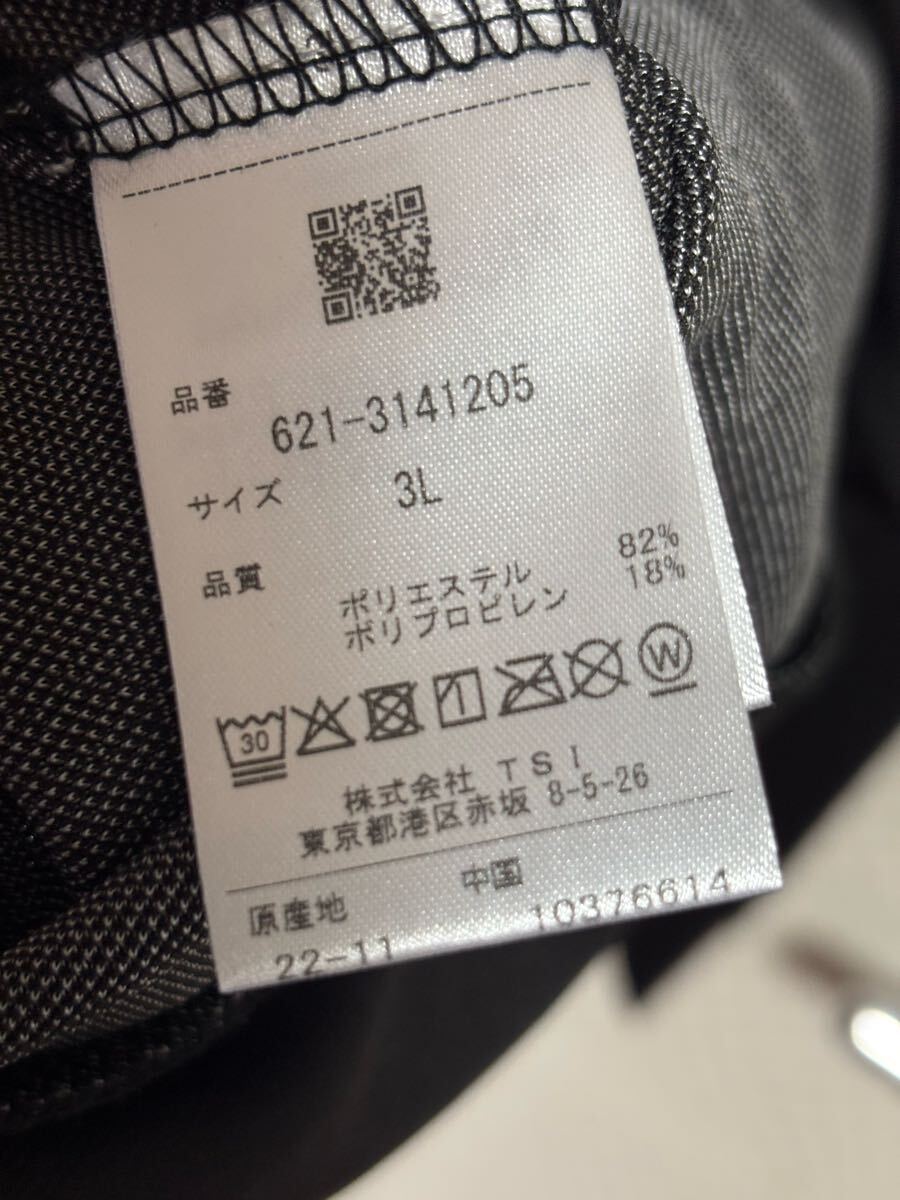 品番
621-3141205
サイズ 3L
品質
ポリエステル 82%
ポリプロピレン 18%
30
W
株式会社 TSI
東京都港区赤坂 8-5-26
原産地 中国
22-11 10376614